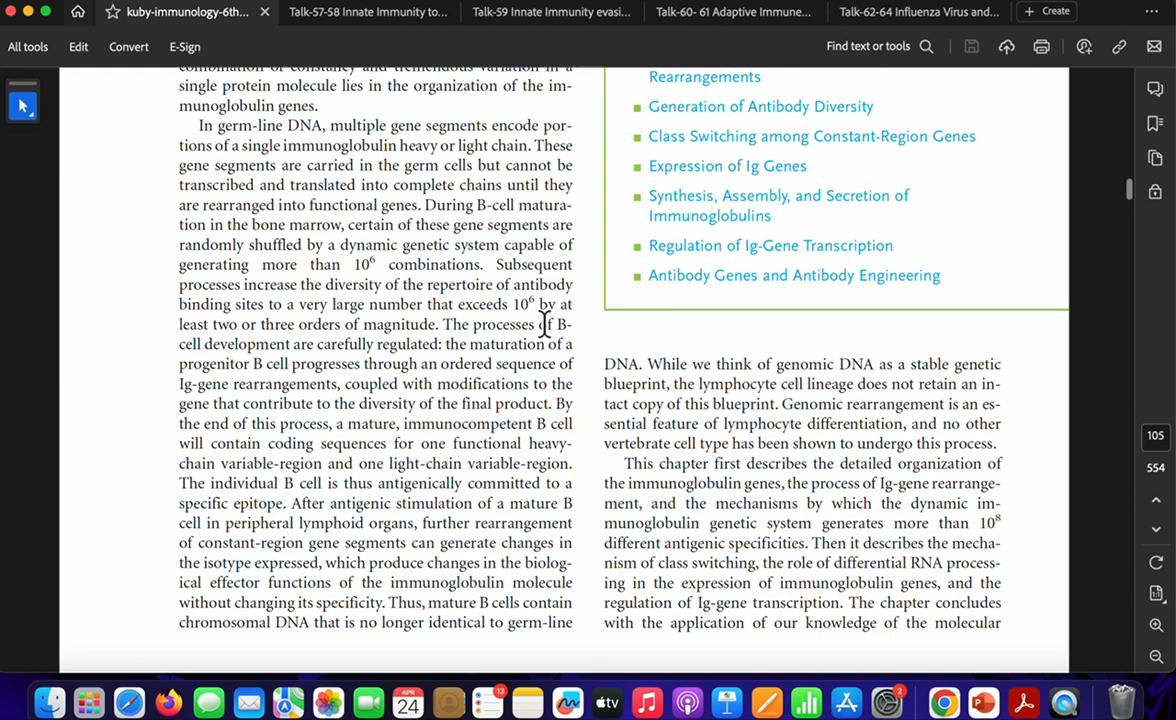 kuby-immunology-6th...
Talk-57-58 Innate Immunity to...
Talk-59 Innate Immunity evasi...
Talk-60- 61 Adaptive Immune...
Talk-62-64 Influenza Virus and...
Create
All tools
Edit
Convert
E-Sign
Find text or tools
combination of constancy and tremendous variation in a
single protein molecule lies in the organization of the im-
munoglobulin genes.
In germ-line DNA, multiple gene segments encode por-
tions of a single immunoglobulin heavy or light chain. These
gene segments are carried in the germ cells but cannot be
transcribed and translated into complete chains until they
are rearranged into functional genes. During B-cell matura-
tion in the bone marrow, certain of these gene segments are
randomly shuffled by a dynamic genetic system capable of
generating more than 10⁶ combinations. Subsequent
processes increase the diversity of the repertoire of antibody
binding sites to a very large number that exceeds 10⁶ by at
least two or three orders of magnitude. The processes of B-
cell development are carefully regulated: the maturation of a
progenitor B cell progresses through an ordered sequence of
Ig-gene rearrangements, coupled with modifications to the
gene that contribute to the diversity of the final product. By
the end of this process, a mature, immunocompetent B cell
will contain coding sequences for one functional heavy-
chain variable-region and one light-chain variable-region.
The individual B cell is thus antigenically committed to a
specific epitope. After antigenic stimulation of a mature B
cell in peripheral lymphoid organs, further rearrangement
of constant-region gene segments can generate changes in
the isotype expressed, which produce changes in the biolog-
ical effector functions of the immunoglobulin molecule
without changing its specificity. Thus, mature B cells contain
chromosomal DNA that is no longer identical to germ-line
Rearrangements
Generation of Antibody Diversity
Class Switching among Constant-Region Genes
Expression of Ig Genes
Synthesis, Assembly, and Secretion of
Immunoglobulins
Regulation of Ig-Gene Transcription
Antibody Genes and Antibody Engineering
DNA. While we think of genomic DNA as a stable genetic
blueprint, the lymphocyte cell lineage does not retain an in-
tact copy of this blueprint. Genomic rearrangement is an es-
sential feature of lymphocyte differentiation, and no other
vertebrate cell type has been shown to undergo this process.
This chapter first describes the detailed organization of
the immunoglobulin genes, the process of Ig-gene rearrange-
ment, and the mechanisms by which the dynamic im-
munoglobulin genetic system generates more than 10⁸
different antigenic specificities. Then it describes the mecha-
nism of class switching, the role of differential RNA process-
ing in the expression of immunoglobulin genes, and the
regulation of Ig-gene transcription. The chapter concludes
with the application of our knowledge of the molecular
105
554
APR
24
13
tv
2